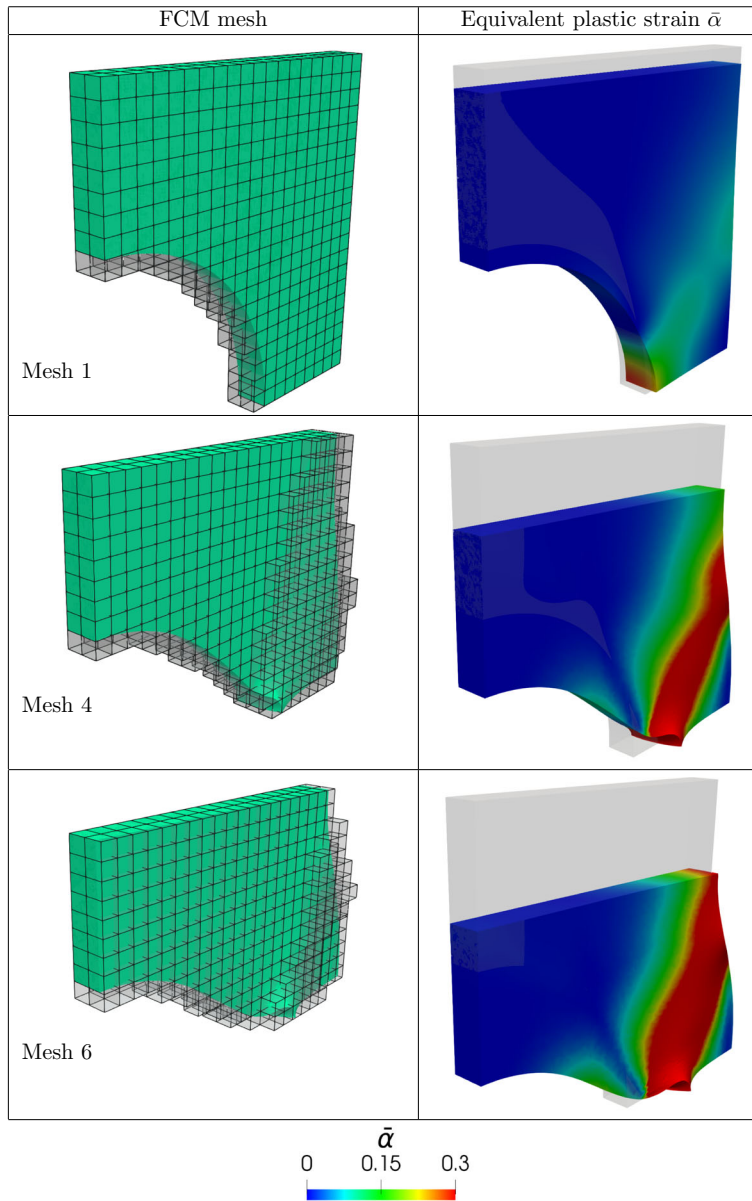 FCM mesh
Equivalent plastic strain ᾱ
Mesh 1
Mesh 4
Mesh 6
ᾱ
0 0.15 0.3